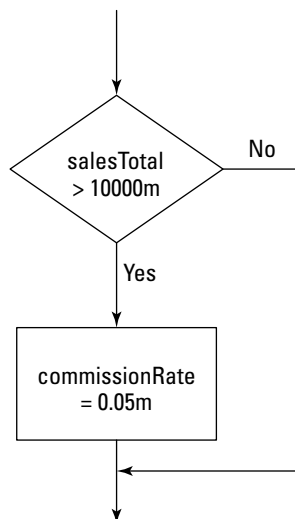 salesTotal
> 10000m
No
Yes
commissionRate
= 0.05m